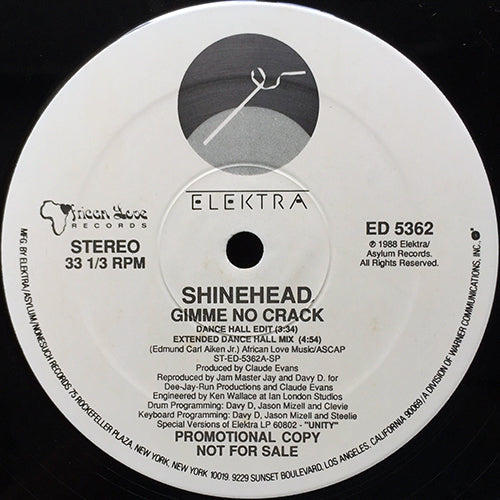 ELEKTRA
African Love
RECORDS
STEREO
33 1/3 RPM
ED 5362
℗ 1988 Elektra/
Asylum Records.
All Rights Reserved.
SHINEHEAD
GIMME NO CRACK
DANCE HALL EDIT (3:34)
EXTENDED DANCE HALL MIX (4:54)
(Edmund Carl Aiken Jr.) African Love Music/ASCAP
ST-ED-5362A-SP
Produced by Claude Evans
Reproduced by Jam Master Jay and Davy D. for
Dee-Jay-Run Productions and Claude Evans
Engineered by Ken Wallace at Ian London Studios
Drum Programming: Davy D, Jason Mizell and Clevie
Keyboard Programming: Davy D, Jason Mizell and Steelie
Special Versions of Elektra LP 60802 - "UNITY"
PROMOTIONAL COPY
NOT FOR SALE
MFG. BY ELEKTRA/ASYLUM/NONESUCH RECORDS 75 ROCKEFELLER PLAZA, NEW YORK, NEW YORK 10019. 9229 SUNSET BOULEVARD, LOS ANGELES, CALIFORNIA 90069 / A DIVISION OF WARNER COMMUNICATIONS, INC.